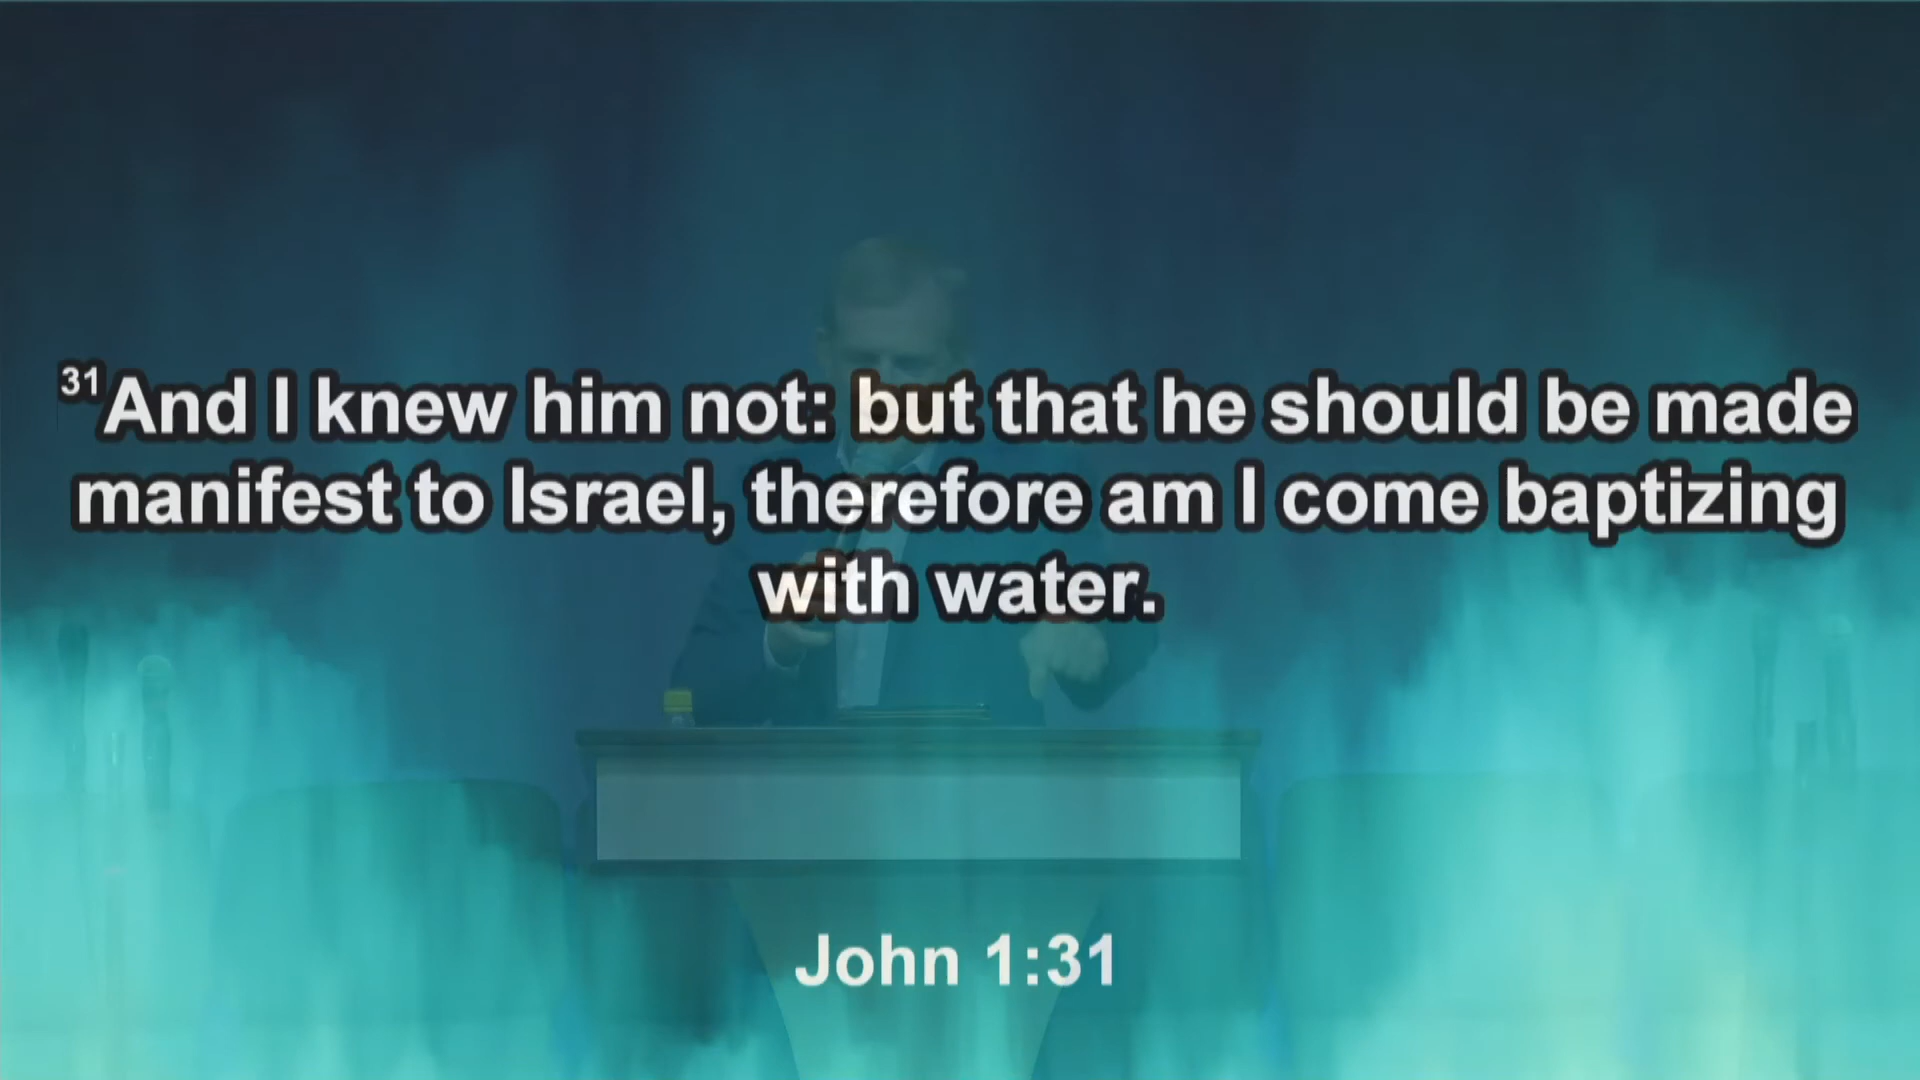 31And I knew him not: but that he should be made
manifest to Israel, therefore am I come baptizing
with water.
John 1:31